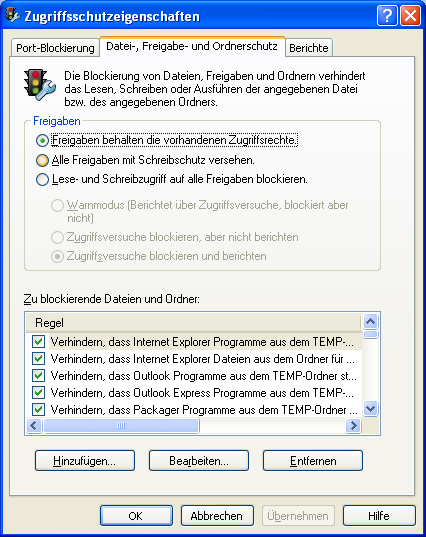 Zugriffsschutzeigenschaften
Port-Blockierung Datei-, Freigabe- und Ordnerschutz Berichte
Die Blockierung von Dateien, Freigaben und Ordnern verhindert
das Lesen, Schreiben oder Ausführen der angegebenen Datei
bzw. des angegebenen Ordners.
Freigaben
Freigaben behalten die vorhandenen Zugriffsrechte.
Alle Freigaben mit Schreibschutz versehen.
Lese- und Schreibzugriff auf alle Freigaben blockieren.
Warnmodus (Berichtet über Zugriffsversuche, blockiert aber
nicht)
Zugriffsversuche blockieren, aber nicht berichten
Zugriffsversuche blockieren und berichten
Zu blockierende Dateien und Ordner:
Regel
Verhindern, dass Internet Explorer Programme aus dem TEMP-...
Verhindern, dass Internet Explorer Dateien aus dem Ordner für ...
Verhindern, dass Outlook Programme aus dem TEMP-Ordner st...
Verhindern, dass Outlook Express Programme aus dem TEMP-...
Verhindern, dass Packager Programme aus dem TEMP-Ordner ...
Hinzufügen... Bearbeiten... Entfernen
OK Abbrechen Übernehmen Hilfe